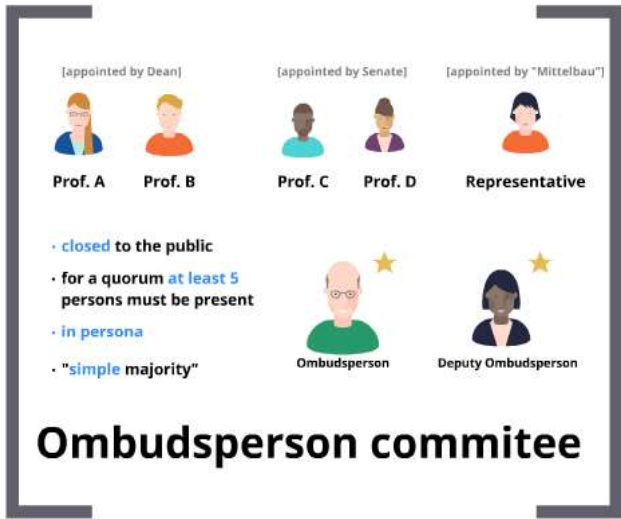 [appointed by Dean]
[appointed by Senate]
[appointed by "Mittelbau"]
Prof. A
Prof. B
Prof. C
Prof. D
Representative
· closed to the public
· for a quorum at least 5
persons must be present
· in persona
· "simple majority"
Ombudsperson
Deputy Ombudsperson
Ombudsperson commitee